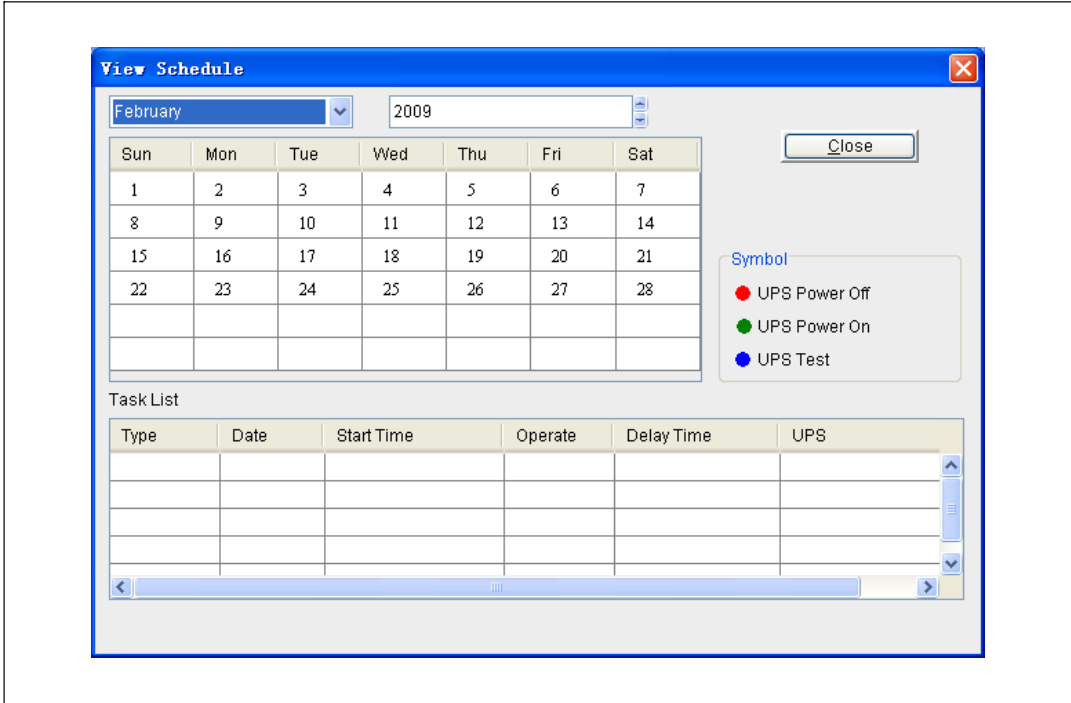 View Schedule
February 2009
Close
Sun Mon Tue Wed Thu Fri Sat
1 2 3 4 5 6 7
8 9 10 11 12 13 14
15 16 17 18 19 20 21
22 23 24 25 26 27 28
Symbol
UPS Power Off
UPS Power On
UPS Test
Task List
Type Date Start Time Operate Delay Time UPS